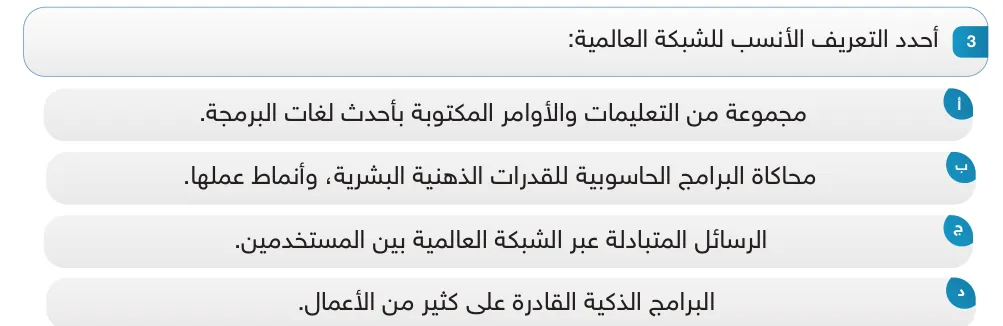 3 أحدد التعريف الأنسب للشبكة العالمية:
أ مجموعة من التعليمات والأوامر المكتوبة بأحدث لغات البرمجة.
ب محاكاة البرامج الحاسوبية للقدرات الذهنية البشرية، وأنماط عملها.
ج الرسائل المتبادلة عبر الشبكة العالمية بين المستخدمين.
د البرامج الذكية القادرة على كثير من الأعمال.